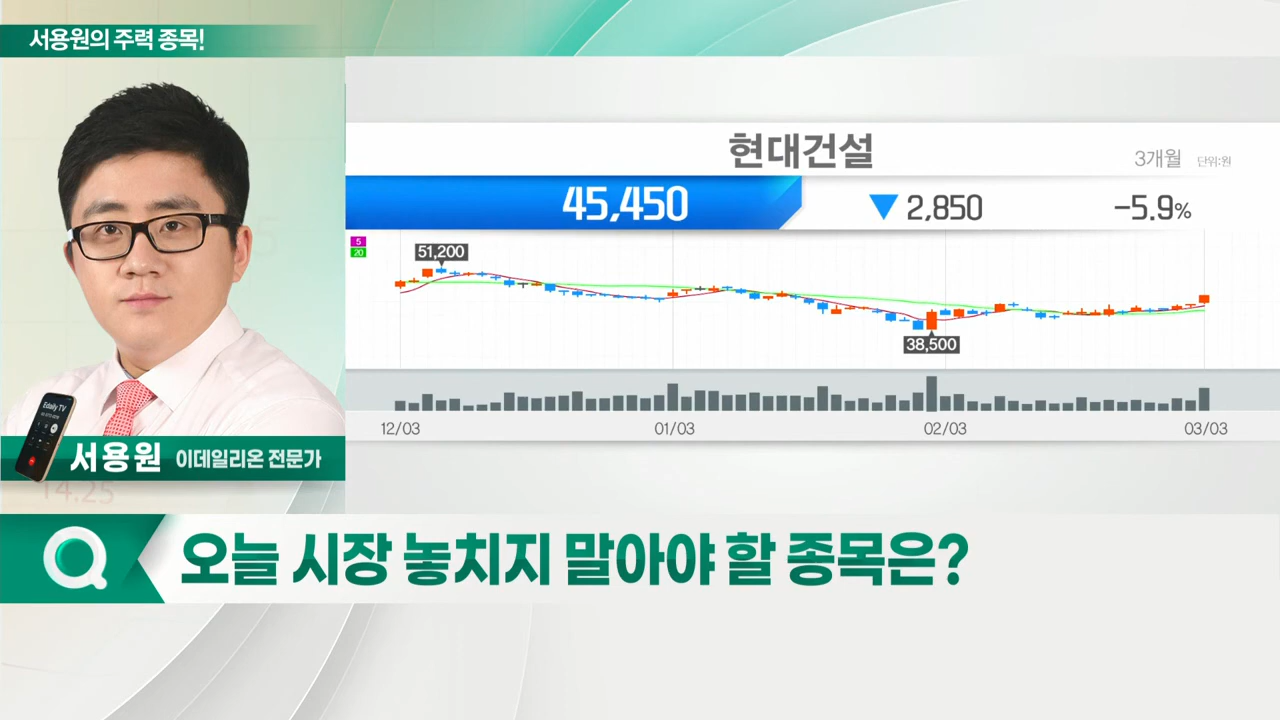 서용원의 주력 종목!
현대건설
3개월 단위:원
45,450 ▼ 2,850 -5.9%
5
20
51,200
38,500
12/03 01/03 02/03 03/03
Edaily TV
서용원 이데일리온 전문가
14.25
Q 오늘 시장 놓치지 말아야 할 종목은?